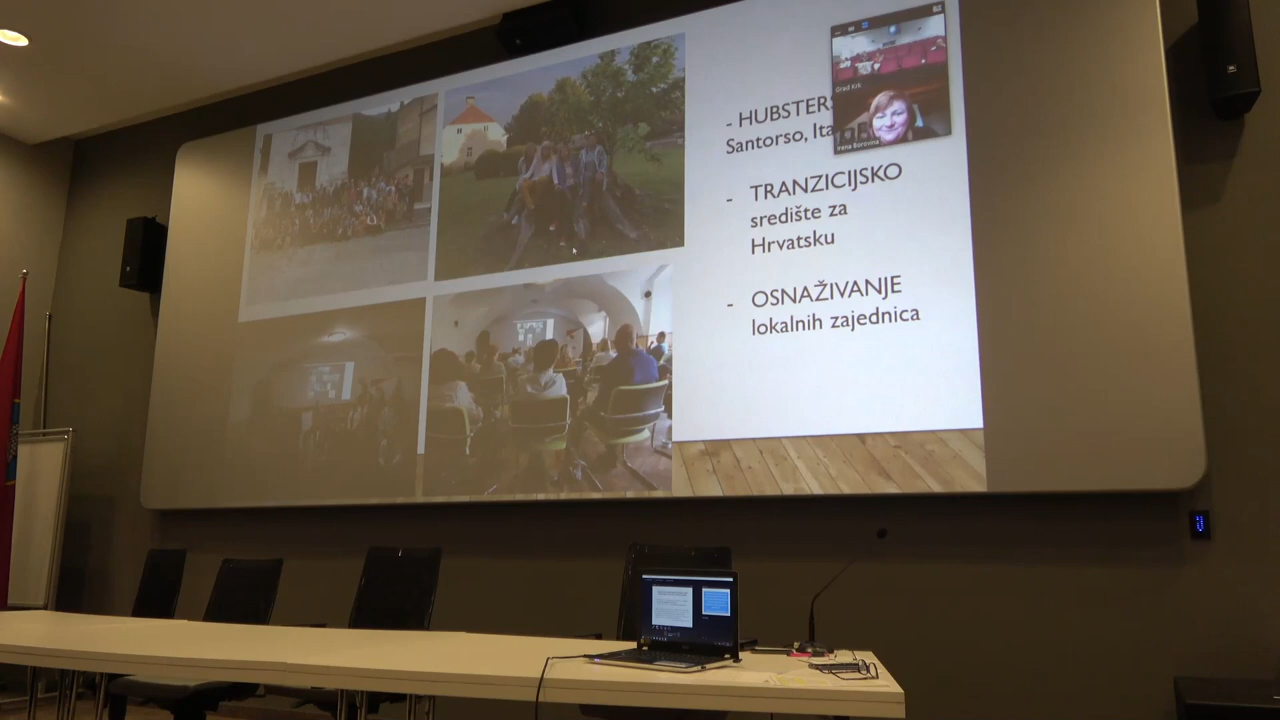 Grad Krk
Irena Borovina
- HUBSTERS
Santorso, Ita
- TRANZICIJSKO
središte za
Hrvatsku
- OSNAŽIVANJE
lokalnih zajednica